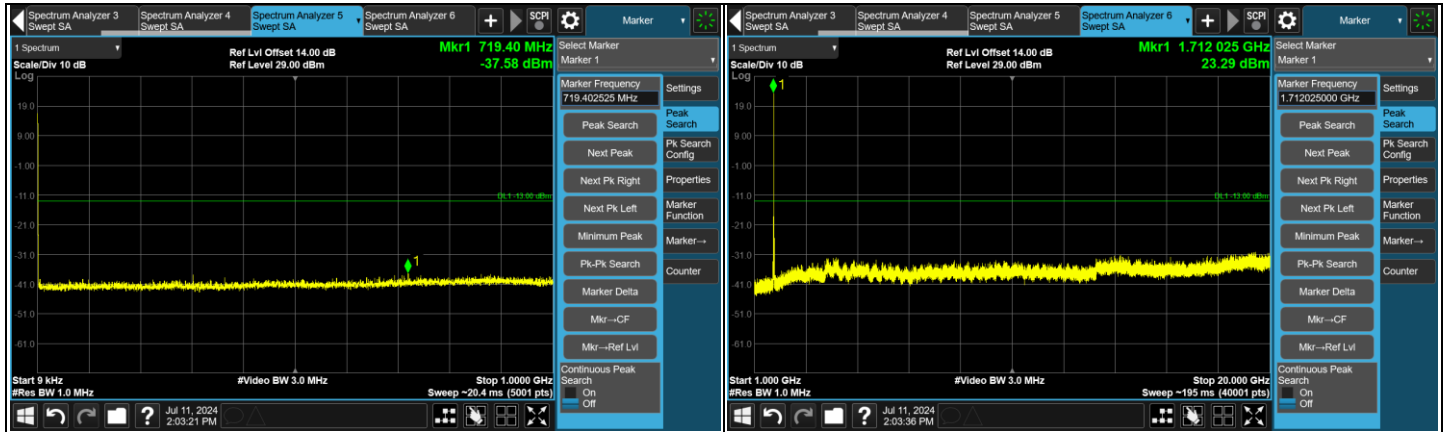 Spectrum Analyzer 3
Swept SA
Spectrum Analyzer 4
Swept SA
Spectrum Analyzer 5
Swept SA
Spectrum Analyzer 6
Swept SA
SCPI
Marker
1 Spectrum
Scale/Div 10 dB
Log
Ref Lvl Offset 14.00 dB
Ref Level 29.00 dBm
Mkr1 719.40 MHz
-37.58 dBm
19.0
9.00
-1.00
-11.0
-21.0
-31.0
-41.0
-51.0
-61.0
DL1 -13.00 dBm
1
Start 9 kHz
#Res BW 1.0 MHz
#Video BW 3.0 MHz
Stop 1.0000 GHz
Sweep ~20.4 ms (5001 pts)
Select Marker
Marker 1
Marker Frequency
719.402525 MHz
Peak Search
Next Peak
Next Pk Right
Next Pk Left
Minimum Peak
Pk-Pk Search
Marker Delta
Mkr→CF
Mkr→Ref Lvl
Continuous Peak
Search
On
Off
Settings
Peak
Search
Pk Search
Config
Properties
Marker
Function
Marker→
Counter
?
Jul 11, 2024
2:03:21 PM
Spectrum Analyzer 3
Swept SA
Spectrum Analyzer 4
Swept SA
Spectrum Analyzer 5
Swept SA
Spectrum Analyzer 6
Swept SA
SCPI
Marker
1 Spectrum
Scale/Div 10 dB
Log
Ref Lvl Offset 14.00 dB
Ref Level 29.00 dBm
Mkr1 1.712 025 GHz
23.29 dBm
19.0
9.00
-1.00
-11.0
-21.0
-31.0
-41.0
-51.0
-61.0
DL1 -13.00 dBm
1
Start 1.000 GHz
#Res BW 1.0 MHz
#Video BW 3.0 MHz
Stop 20.000 GHz
Sweep ~195 ms (40001 pts)
Select Marker
Marker 1
Marker Frequency
1.712025000 GHz
Peak Search
Next Peak
Next Pk Right
Next Pk Left
Minimum Peak
Pk-Pk Search
Marker Delta
Mkr→CF
Mkr→Ref Lvl
Continuous Peak
Search
On
Off
Settings
Peak
Search
Pk Search
Config
Properties
Marker
Function
Marker→
Counter
?
Jul 11, 2024
2:03:36 PM